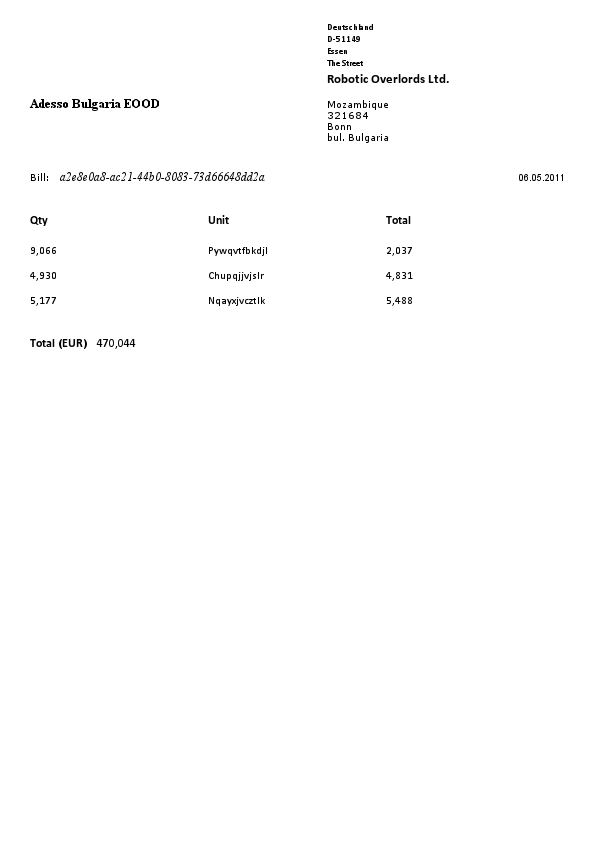 Deutschland
D-51149
Essen
The Street
Robotic Overlords Ltd.
Adesso Bulgaria EOOD
Mozambique
321684
Bonn
bul. Bulgaria
Bill: a2e8e0a8-ac21-44b0-8083-73d66648dd2a 06.05.2011
Qty Unit Total
9,066 Pywqvtfbkdjl 2,037
4,930 Chupqjjvjslr 4,831
5,177 Nqayxjvcztlk 5,488
Total (EUR) 470,044